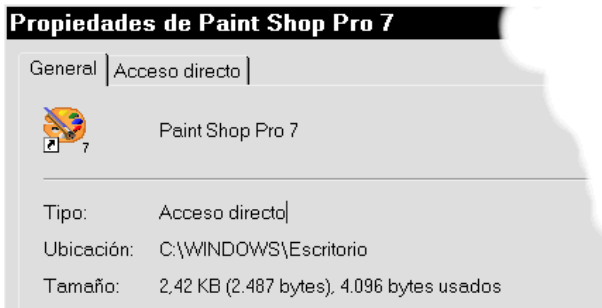 Propiedades de Paint Shop Pro 7
General Acceso directo
7
Paint Shop Pro 7
Tipo: Acceso directo
Ubicación: C:\WINDOWS\Escritorio
Tamaño: 2,42 KB (2.487 bytes), 4.096 bytes usados